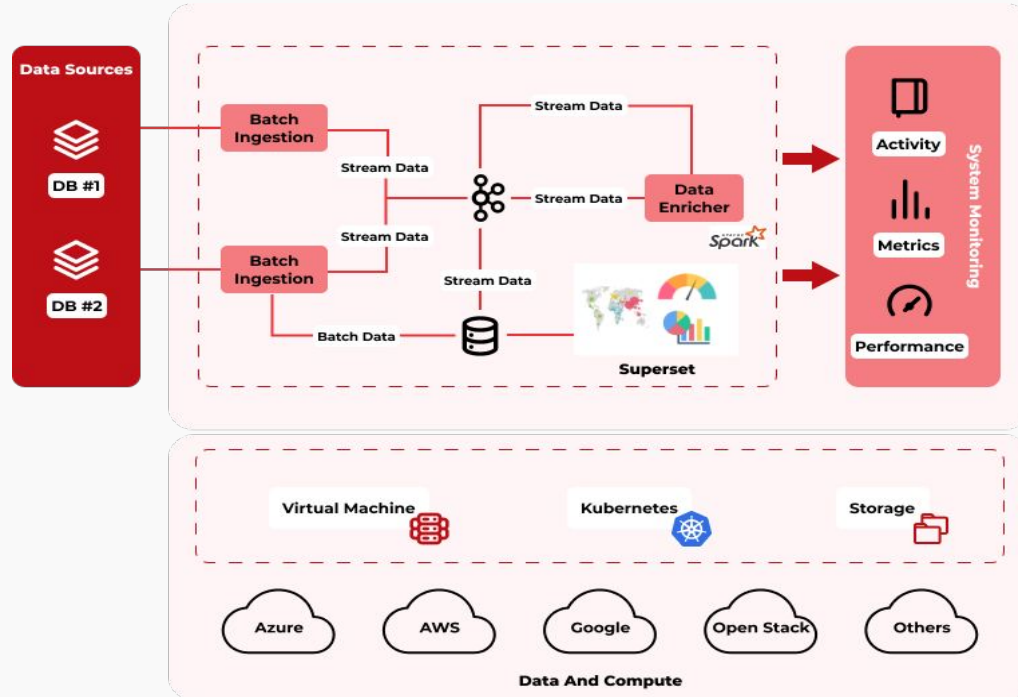 Data Sources
DB #1
DB #2
Batch
Ingestion
Stream Data
Stream Data
Batch
Ingestion
Batch Data
Stream Data
Stream Data
Stream Data
Data
Enricher
APACHE
Spark
Superset
Activity
Metrics
Performance
System Monitoring
Virtual Machine
Kubernetes
Storage
Azure
AWS
Google
Open Stack
Others
Data And Compute